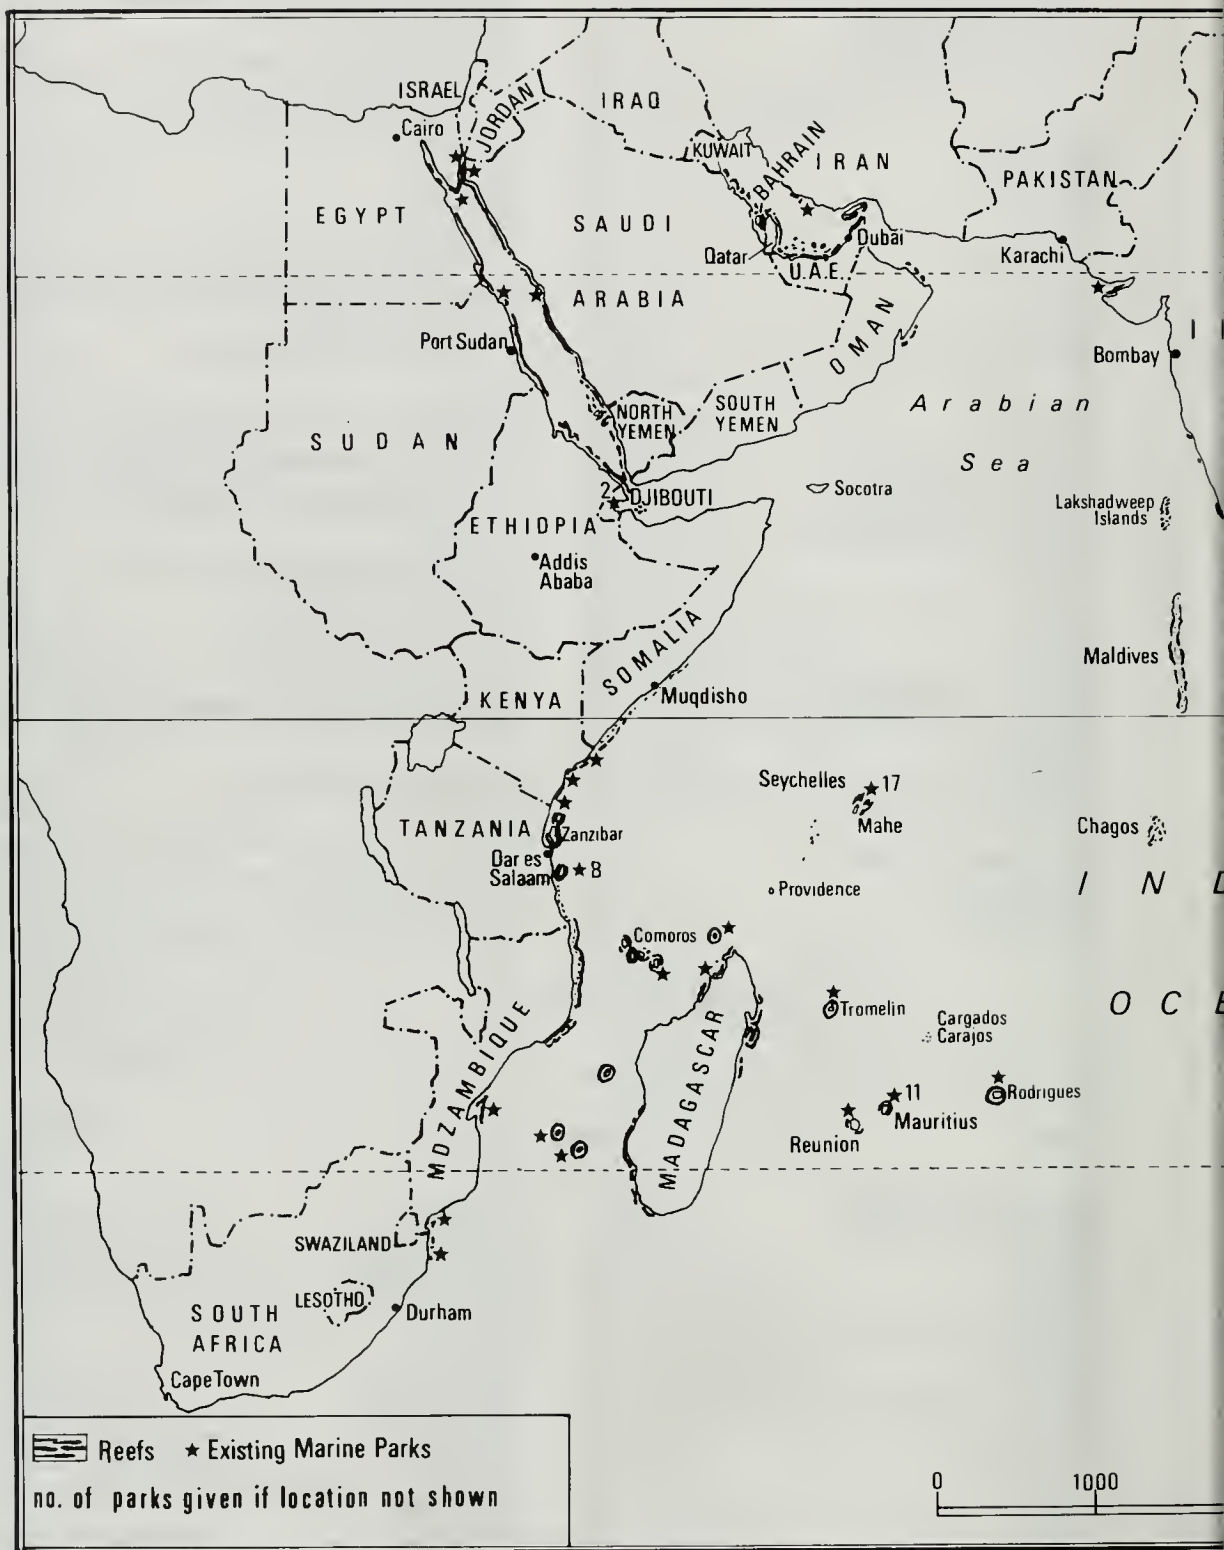 ISRAEL
JORDAN
IRAQ
Cairo
KUWAIT
BAHRAIN
IRAN
PAKISTAN
EGYPT
SAUDI
ARABIA
Qatar
Dubai
U.A.E.
Karachi
OMAN
Port Sudan
Bombay
I
NORTH
YEMEN
SOUTH
YEMEN
Arabian
Sea
SUDAN
2
DJIBOUTI
Socotra
Lakshadweep
Islands
ETHIDPIA
Addis
Ababa
SOMALIA
Maldives
KENYA
Muqdisho
Seychelles
17
Mahe
TANZANIA
Zanzibar
Chagos
Dar es
Salaam
8
Providence
I N D
Comoros
Tromelin
Cargados
Carajos
O C E
MDZAMBIQUE
MADAGASCAR
11
Rodrigues
Mauritius
Reunion
SWAZILAND
LESOTHO
Durham
SOUTH
AFRICA
Cape Town
Reefs ★ Existing Marine Parks
no. of parks given if location not shown
0 1000